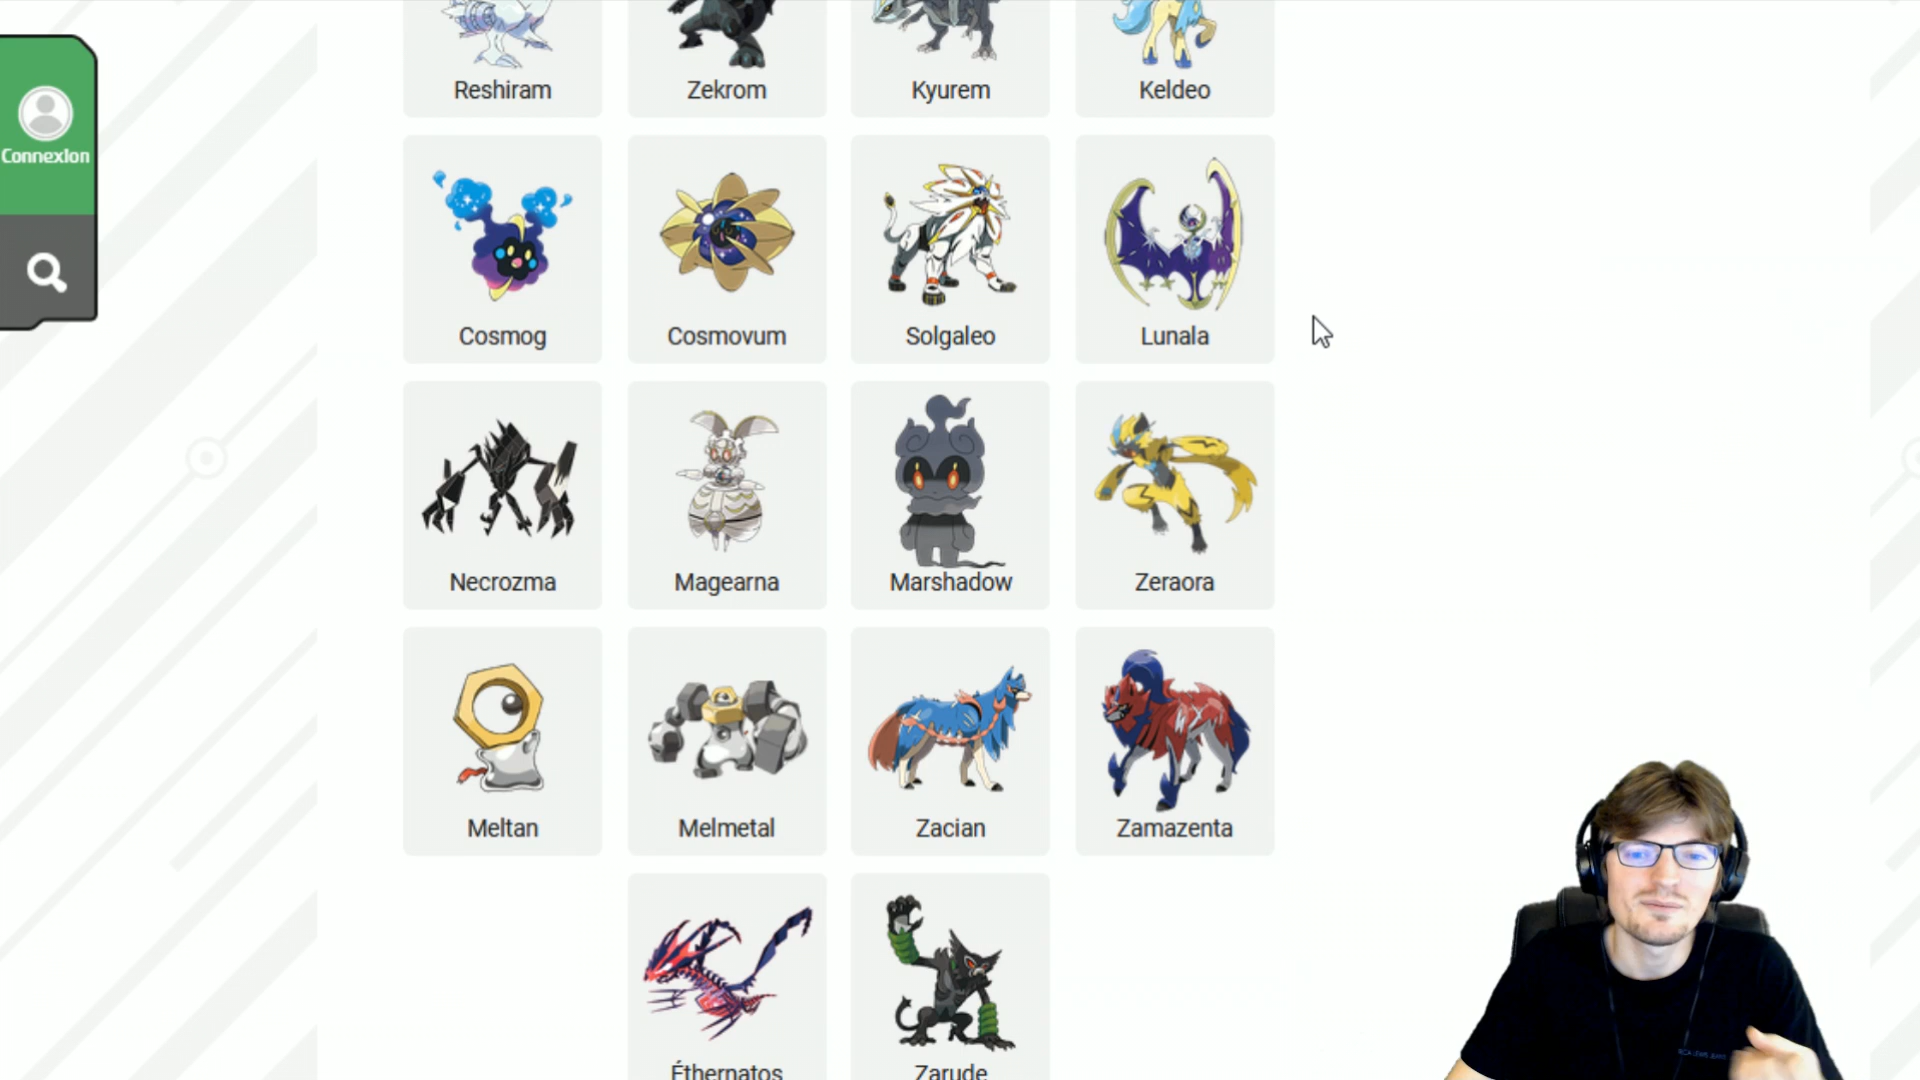 Reshiram
Zekrom
Kyurem
Keldeo
Connexion
Cosmog
Cosmovum
Solgaleo
Lunala
Necrozma
Magearna
Marshadow
Zeraora
Meltan
Melmetal
Zacian
Zamazenta
Éthernatos
Zarude